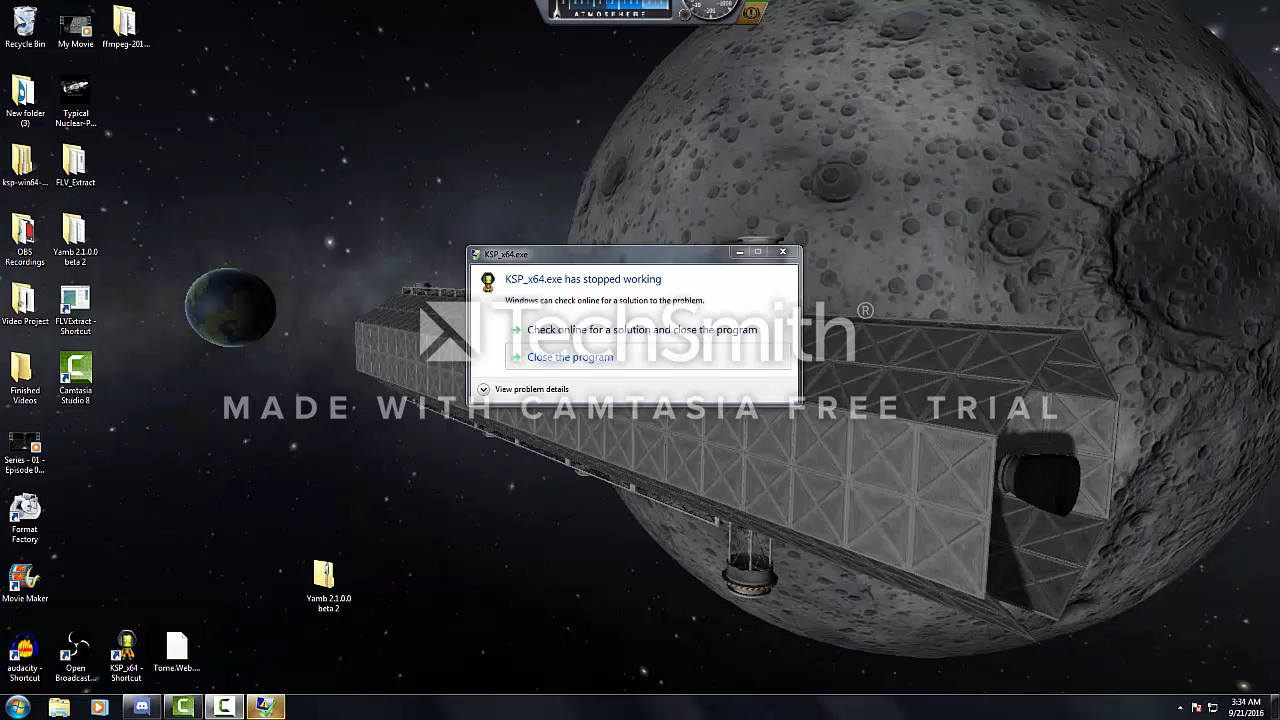 ATMOSPHERE
Recycle Bin
My Movie
ffmpeg-201...
New folder
(3)
Typical
Nuclear-P...
ksp-win64-...
FLV_Extract
OBS
Recordings
Yamb 2.1.0.0
beta 2
Video Project
FLVExtract -
Shortcut
Finished
Videos
Camtasia
Studio 8
Series - 01 -
Episode 0...
Format
Factory
Movie Maker
Yamb 2.1.0.0
beta 2
audacity -
Shortcut
Open
Broadcast...
KSP_x64 -
Shortcut
Tome.Web....
KSP_x64.exe
KSP_x64.exe has stopped working
Windows can check online for a solution to the problem.
Check online for a solution and close the program
Close the program
View problem details
TechSmith®
MADE WITH CAMTASIA FREE TRIAL
3:34 AM
9/21/2016